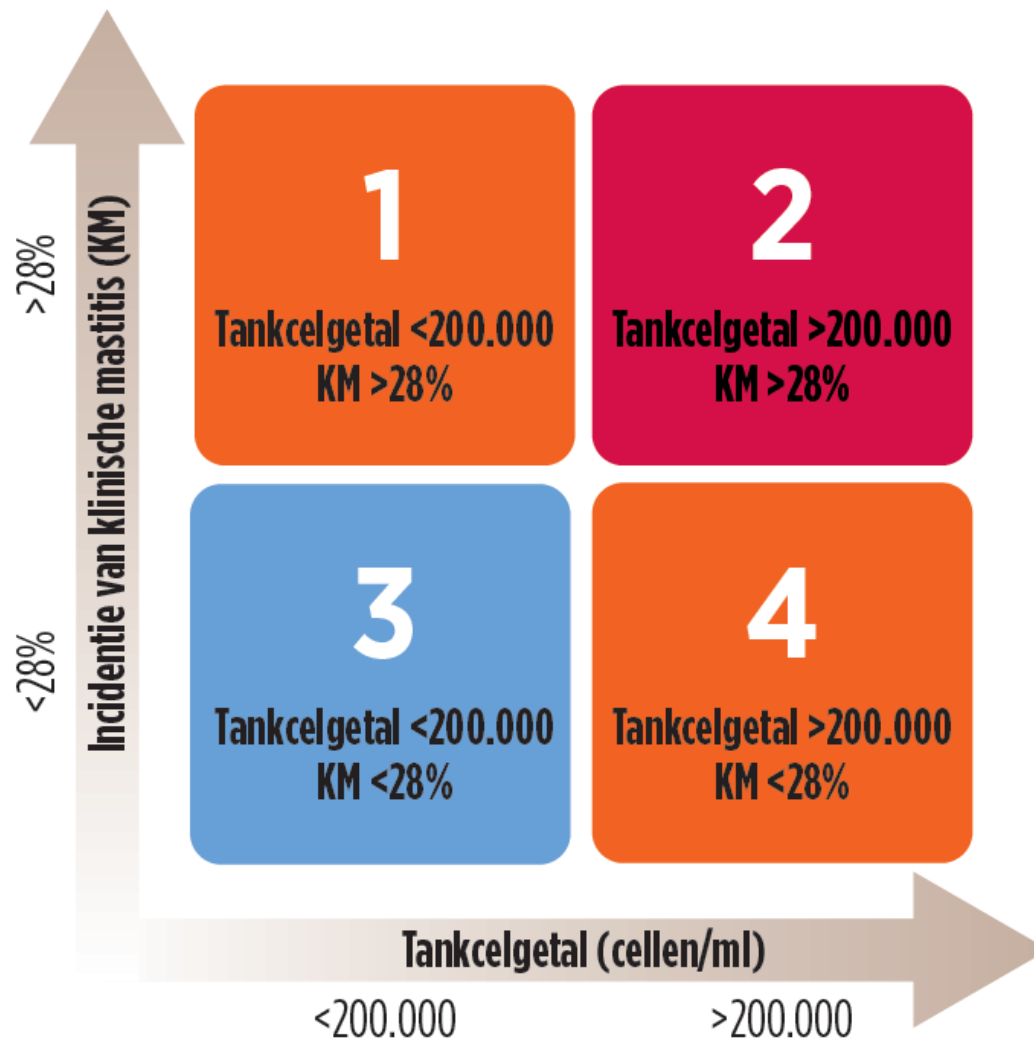 >28%
<28%
Incidentie van klinische mastitis (KM)
1
Tankcelgetal <200.000
KM >28%
2
Tankcelgetal >200.000
KM >28%
3
Tankcelgetal <200.000
KM <28%
4
Tankcelgetal >200.000
KM <28%
Tankcelgetal (cellen/ml)
<200.000
>200.000